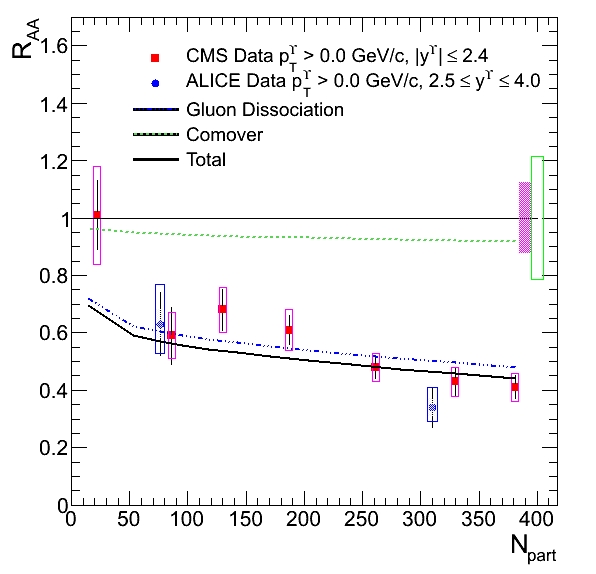 R_AA
1.6
1.4
1.2
1
0.8
0.6
0.4
0.2
0
CMS Data p_T^ϒ > 0.0 GeV/c, |y^ϒ| ≤ 2.4
ALICE Data p_T^ϒ > 0.0 GeV/c, 2.5 ≤ y^ϒ ≤ 4.0
Gluon Dissociation
Comover
Total
0 50 100 150 200 250 300 350 400
N_part